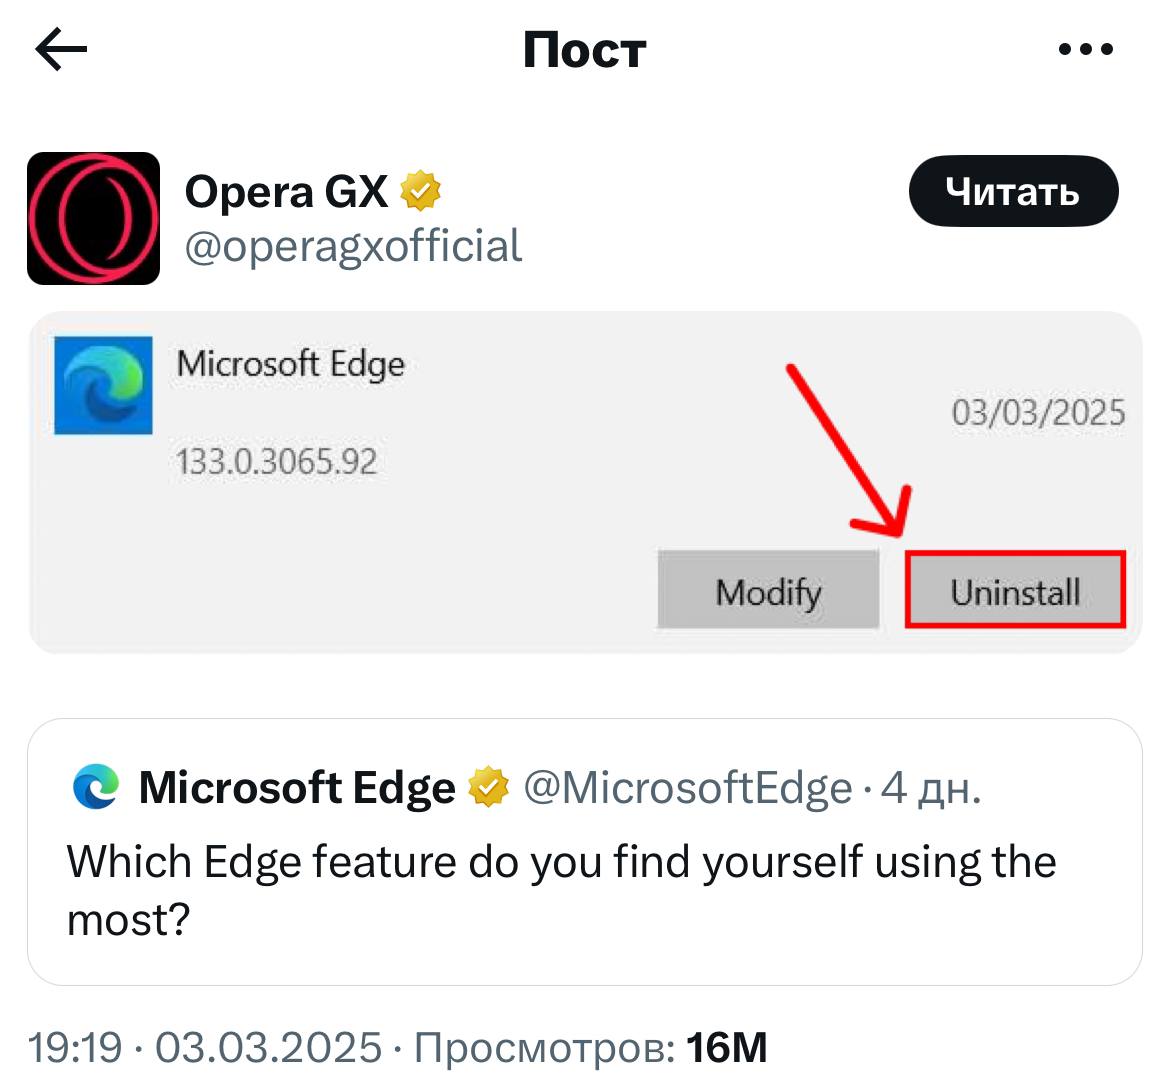 Пост
Opera GX
Читать
@operagxofficial
Microsoft Edge
03/03/2025
133.0.3065.92
Modify
Uninstall
Microsoft Edge @MicrosoftEdge · 4 дн.
Which Edge feature do you find yourself using the
most?
19:19 · 03.03.2025 · Просмотров: 16M